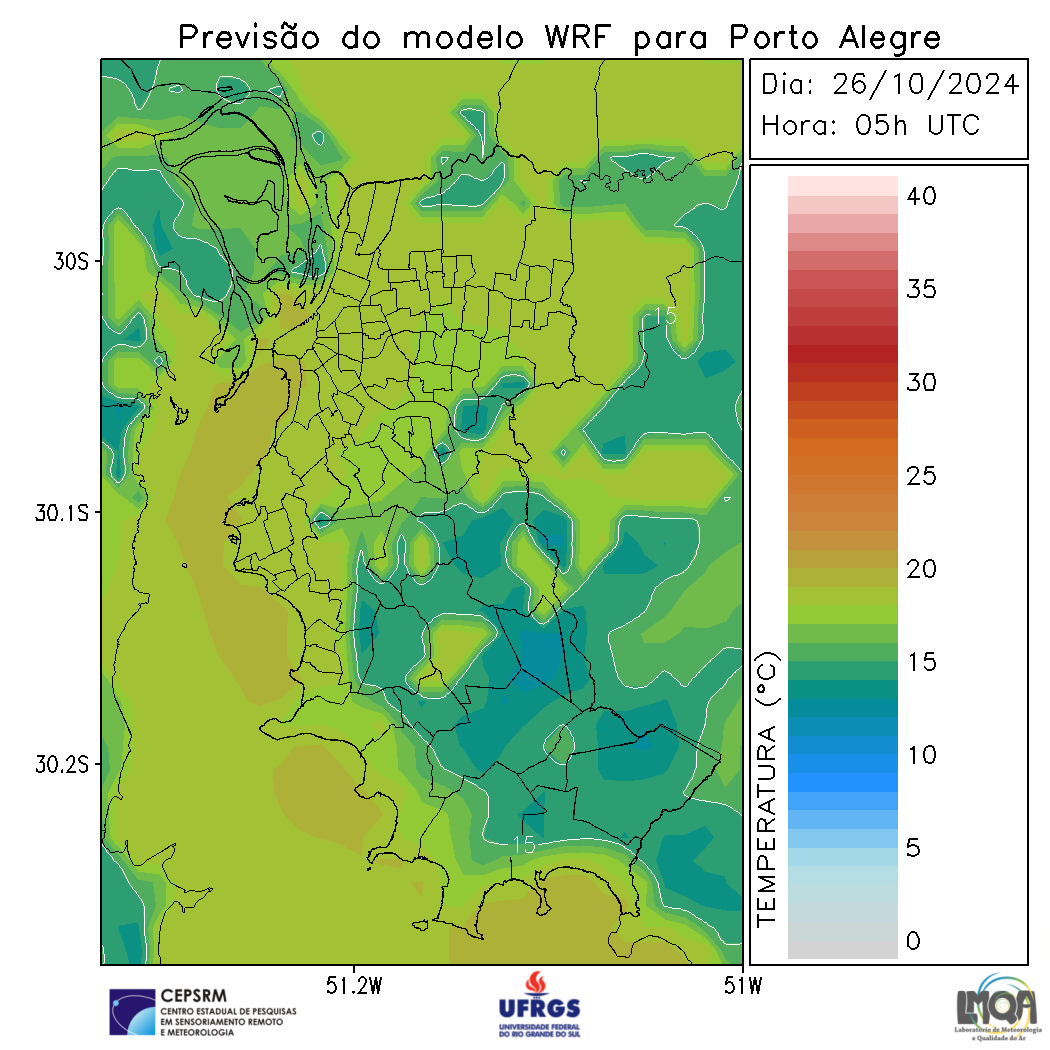 Previsão do modelo WRF para Porto Alegre
Dia: 26/10/2024
Hora: 05h UTC
30S
30.1S
30.2S
51.2W
51W
15
15
40
35
30
25
20
15
10
5
0
TEMPERATURA (°C)
CEPSRM
CENTRO ESTADUAL DE PESQUISAS
EM SENSORIAMENTO REMOTO
E METEOROLOGIA
UFRGS
UNIVERSIDADE FEDERAL
DO RIO GRANDE DO SUL
LMQA
Laboratório de Meteorologia
e Qualidade do Ar